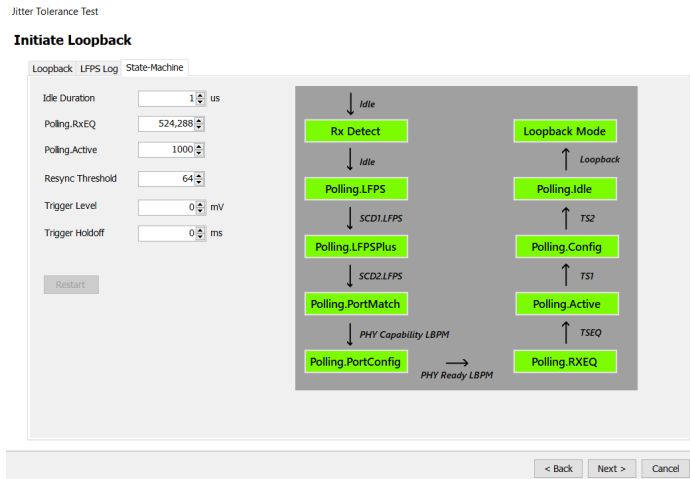 Jitter Tolerance Test
Initiate Loopback
Loopback LFPS Log State-Machine
Idle Duration 1 us
Polling.RxEQ 524,288
Polling.Active 1000
Resync Threshold 64
Trigger Level 0 mV
Trigger Holdoff 0 ms
Restart
Idle
Rx Detect
Idle
Polling.LFPS
SCD1.LFPS
Polling.LFPSPlus
SCD2.LFPS
Polling.PortMatch
PHY Capability LBPM
Polling.PortConfig
PHY Ready LBPM
Polling.RXEQ
TSEQ
Polling.Active
TS1
Polling.Config
TS2
Polling.Idle
Loopback
Loopback Mode
< Back Next > Cancel